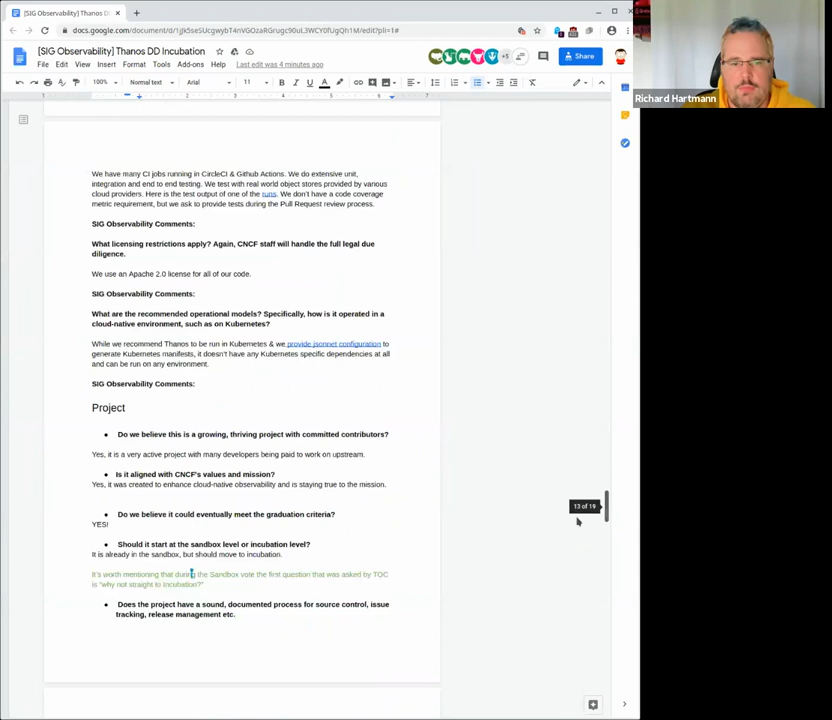 [SIG Observability] Thanos DD In
docs.google.com/document/d/1jjk5seSUcgwybT4nVGOzaRGrugc90uL3WCY0fUgQh1M/edit?pli=1#
[SIG Observability] Thanos DD Incubation
File Edit View Insert Format Tools Add-ons Help Last edit was 4 minutes ago
+5
Share
100% Normal text Arial 11
1 2 3 4 5 6 7
Richard Hartmann
We have many CI jobs running in CircleCI & Github Actions. We do extensive unit,
integration and end to end testing. We test with real world object stores provided by various
cloud providers. Here is the test output of one of the runs. We don't have a code coverage
metric requirement, but we ask to provide tests during the Pull Request review process.
SIG Observability Comments:
What licensing restrictions apply? Again, CNCF staff will handle the full legal due
diligence.
We use an Apache 2.0 license for all of our code.
SIG Observability Comments:
What are the recommended operational models? Specifically, how is it operated in a
cloud-native environment, such as on Kubernetes?
While we recommend Thanos to be run in Kubernetes & we provide jsonnet configuration to
generate Kubernetes manifests, it doesn't have any Kubernetes specific dependencies at all
and can be run on any environment.
SIG Observability Comments:
Project
● Do we believe this is a growing, thriving project with committed contributors?
Yes, it is a very active project with many developers being paid to work on upstream.
● Is it aligned with CNCF's values and mission?
Yes, it was created to enhance cloud-native observability and is staying true to the mission.
● Do we believe it could eventually meet the graduation criteria?
YES!
● Should it start at the sandbox level or incubation level?
It is already in the sandbox, but should move to incubation.
It's worth mentioning that during the Sandbox vote the first question that was asked by TOC
is "why not straight to Incubation?"
● Does the project have a sound, documented process for source control, issue
tracking, release management etc.
13 of 19